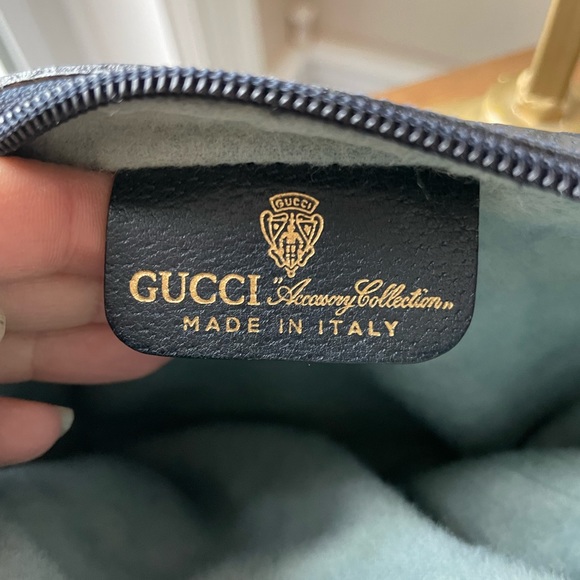 GUCCI
GUCCI "Accessory Collection"
MADE IN ITALY